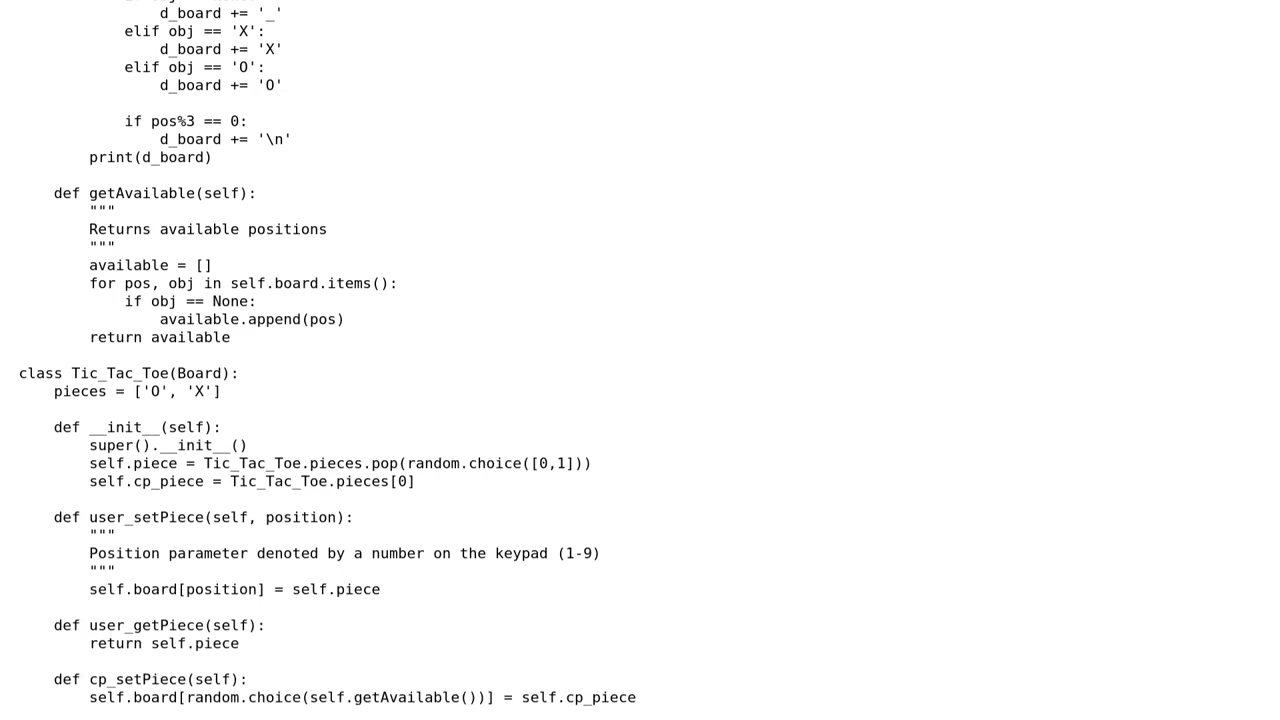 d_board += '_'
elif obj == 'X':
d_board += 'X'
elif obj == 'O':
d_board += 'O'
if pos%3 == 0:
d_board += '\n'
print(d_board)
def getAvailable(self):
"""
Returns available positions
"""
available = []
for pos, obj in self.board.items():
if obj == None:
available.append(pos)
return available
class Tic_Tac_Toe(Board):
pieces = ['O', 'X']
def __init__(self):
super().__init__()
self.piece = Tic_Tac_Toe.pieces.pop(random.choice([0,1]))
self.cp_piece = Tic_Tac_Toe.pieces[0]
def user_setPiece(self, position):
"""
Position parameter denoted by a number on the keypad (1-9)
"""
self.board[position] = self.piece
def user_getPiece(self):
return self.piece
def cp_setPiece(self):
self.board[random.choice(self.getAvailable())] = self.cp_piece